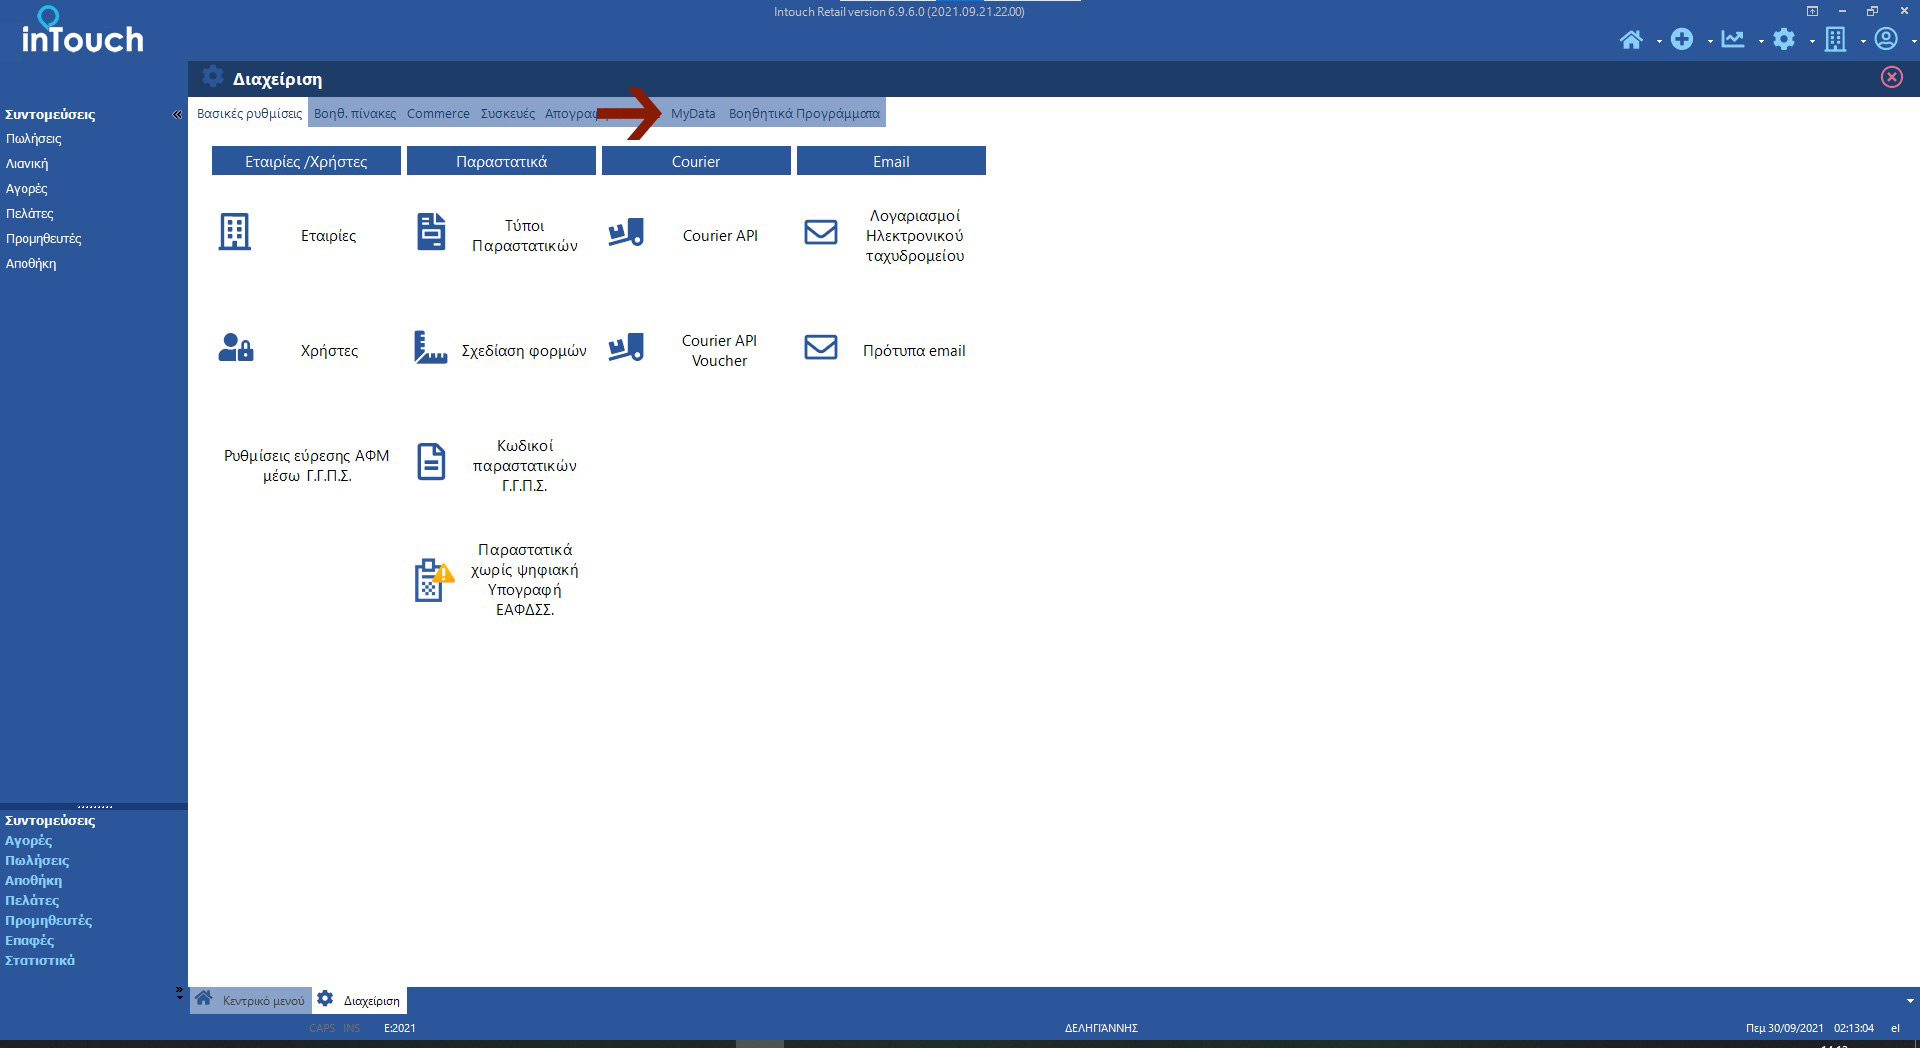 Intouch Retail version 6.9.6.0 (2021.09.21.22.00)
inTouch
Διαχείριση
Συντομεύσεις
Πωλήσεις
Λιανική
Αγορές
Πελάτες
Προμηθευτές
Αποθήκη
Βασικές ρυθμίσεις Βοηθ. πίνακες Commerce Συσκευές MyData Βοηθητικά Προγράμματα
Εταιρίες /Χρήστες Παραστατικά Courier Email
Εταιρίες
Τύποι
Παραστατικών
Courier API
Λογαριασμοί
Ηλεκτρονικού
ταχυδρομείου
Χρήστες
Σχεδίαση φορμών
Courier API
Voucher
Πρότυπα email
Ρυθμίσεις εύρεσης ΑΦΜ
μέσω Γ.Γ.Π.Σ.
Κωδικοί
παραστατικών
Γ.Γ.Π.Σ.
Παραστατικά
χωρίς ψηφιακή
Υπογραφή
ΕΑΦΔΣΣ.
Συντομεύσεις
Αγορές
Πωλήσεις
Αποθήκη
Πελάτες
Προμηθευτές
Επαφές
Στατιστικά
Κεντρικό μενού Διαχείριση
CAPS INS E:2021 ΔΕΛΗΓΙΆΝΝΗΣ Πεμ 30/09/2021 02:13:04 el